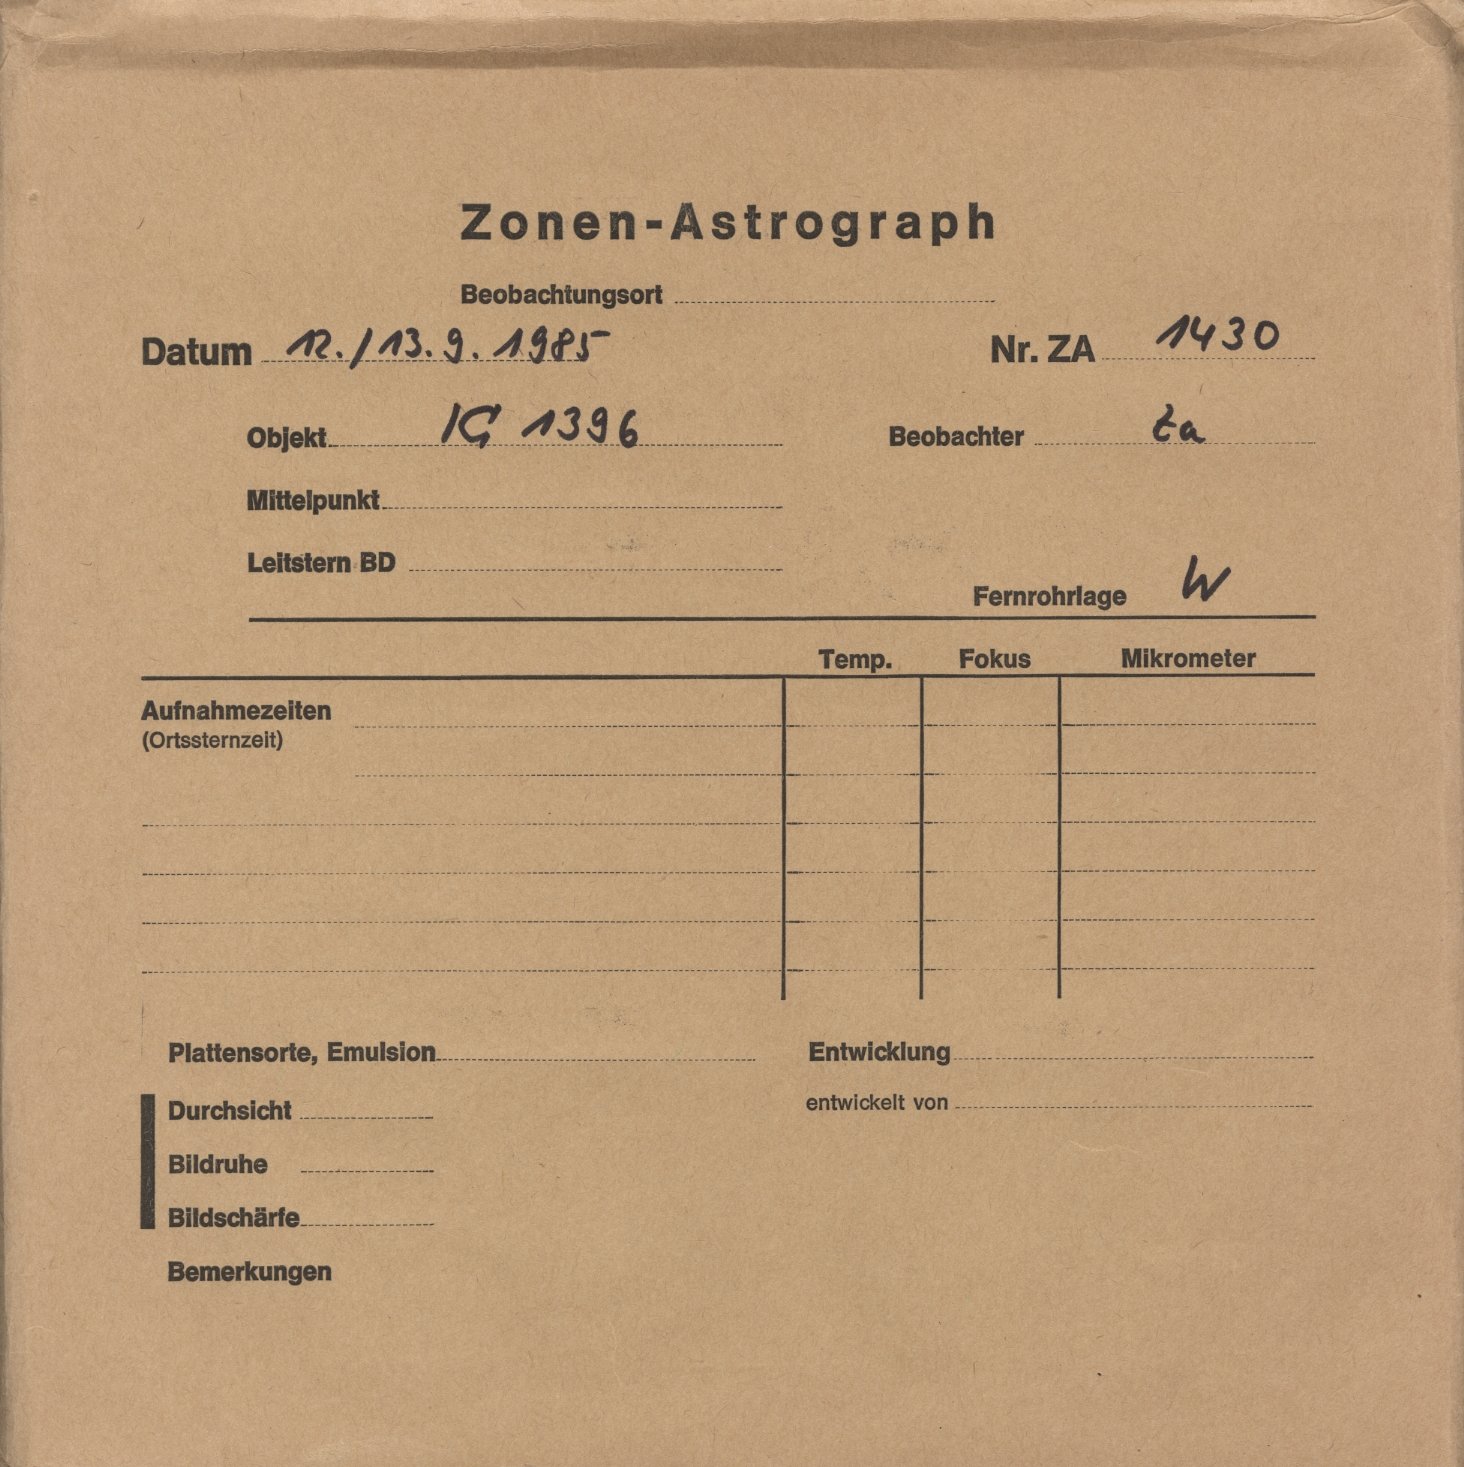 Zonen-Astrograph
Beobachtungsort
Datum 12./13.9.1985 Nr. ZA 1430
Objekt IC 1396 Beobachter
Mittelpunkt
Leitstern BD
Fernrohrlage W
Temp. Fokus Mikrometer
Aufnahmezeiten
(Ortssternzeit)
Plattensorte, Emulsion Entwicklung
Durchsicht entwickelt von
Bildruhe
Bildschärfe
Bemerkungen